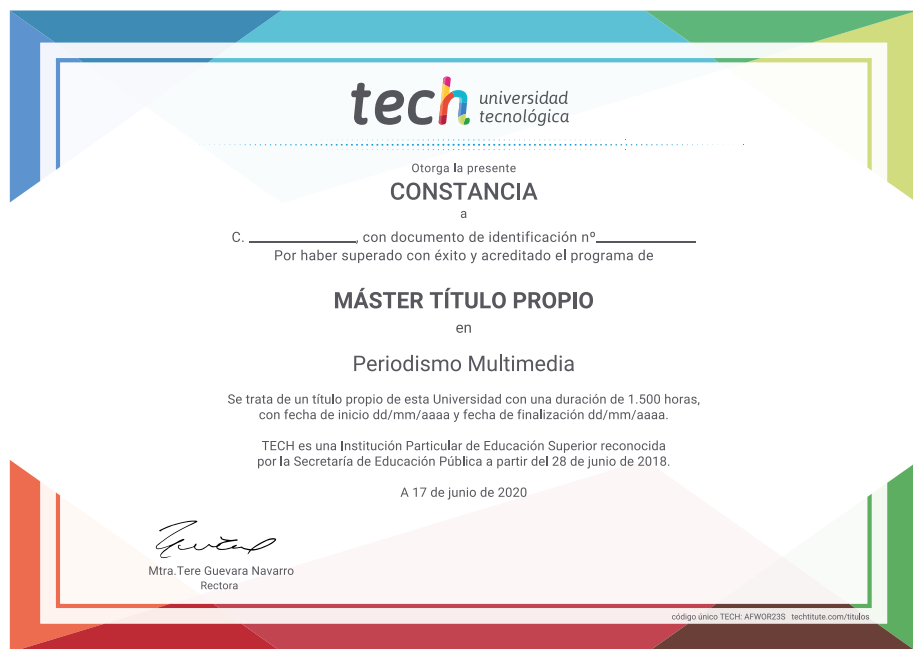 tech universidad
tecnológica
Otorga la presente
CONSTANCIA
a
C. ____________, con documento de identificación nº____________
Por haber superado con éxito y acreditado el programa de
MÁSTER TÍTULO PROPIO
en
Periodismo Multimedia
Se trata de un título propio de esta Universidad con una duración de 1.500 horas,
con fecha de inicio dd/mm/aaaa y fecha de finalización dd/mm/aaaa.
TECH es una Institución Particular de Educación Superior reconocida
por la Secretaría de Educación Pública a partir del 28 de junio de 2018.
A 17 de junio de 2020
Mtra.Tere Guevara Navarro
Rectora
código único TECH: AFWOR23S techtitute.com/titulos